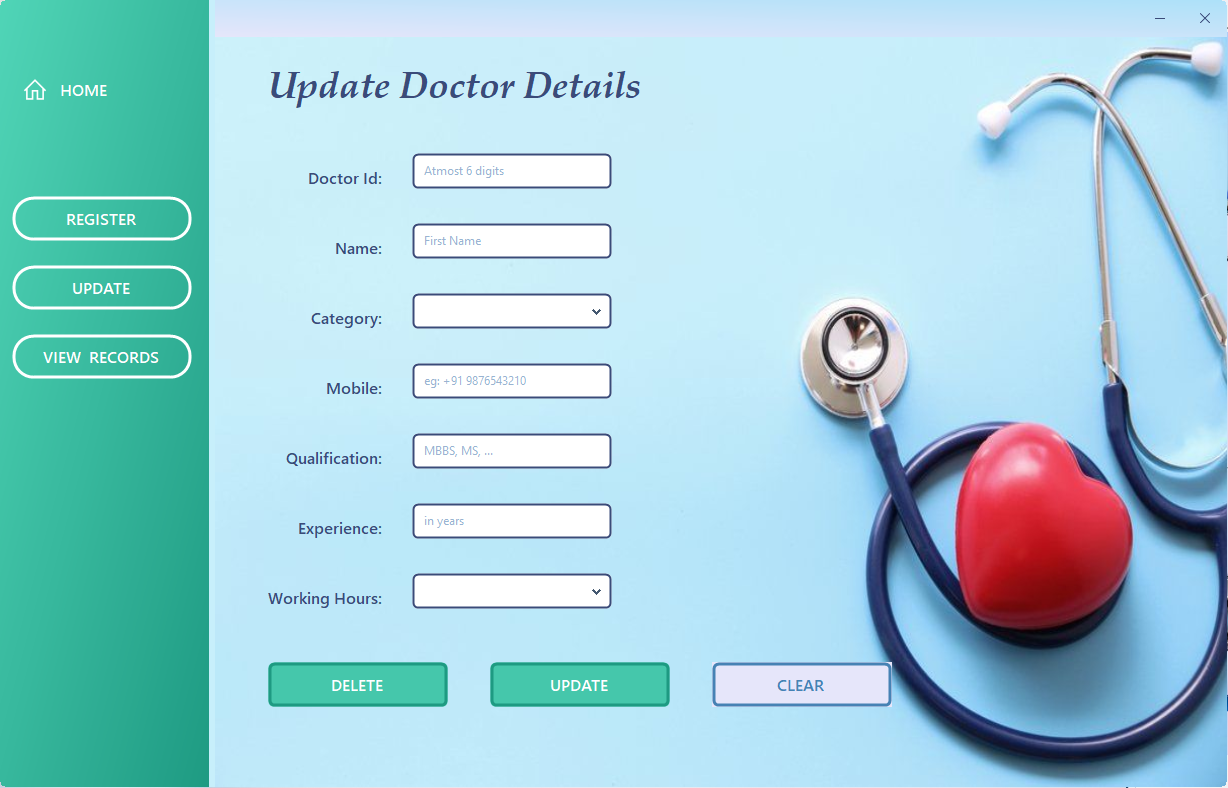 HOME
REGISTER
UPDATE
VIEW RECORDS
Update Doctor Details
Doctor Id: Atmost 6 digits
Name: First Name
Category:
Mobile: eg: +91 9876543210
Qualification: MBBS, MS, ...
Experience: in years
Working Hours:
DELETE UPDATE CLEAR